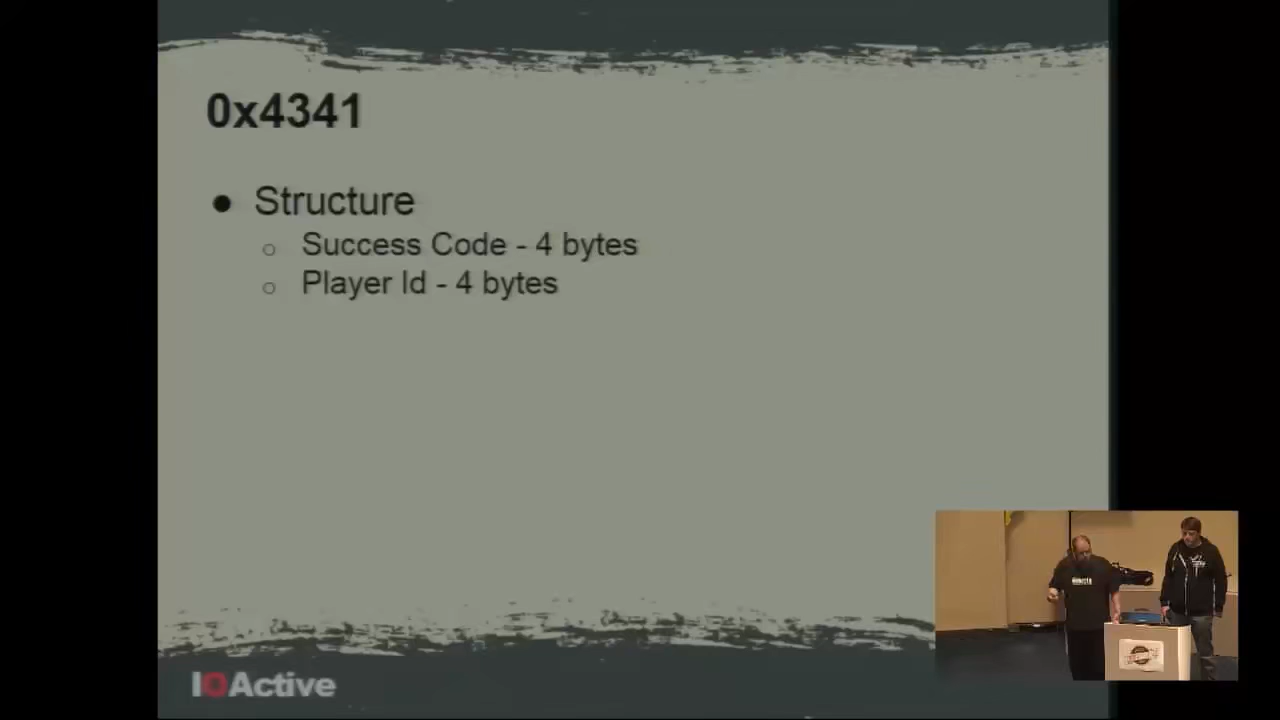 0x4341
● Structure
○ Success Code - 4 bytes
○ Player Id - 4 bytes
IOActive